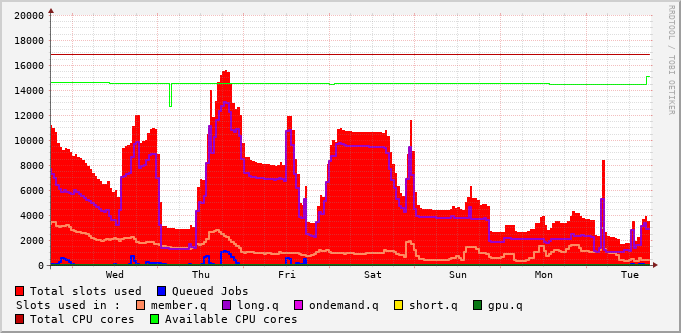 RRDTOOL / TOBI OETIKER
20000
18000
16000
14000
12000
10000
8000
6000
4000
2000
0
Wed Thu Fri Sat Sun Mon Tue
Total slots used Queued Jobs
Slots used in : member.q long.q ondemand.q short.q gpu.q
Total CPU cores Available CPU cores